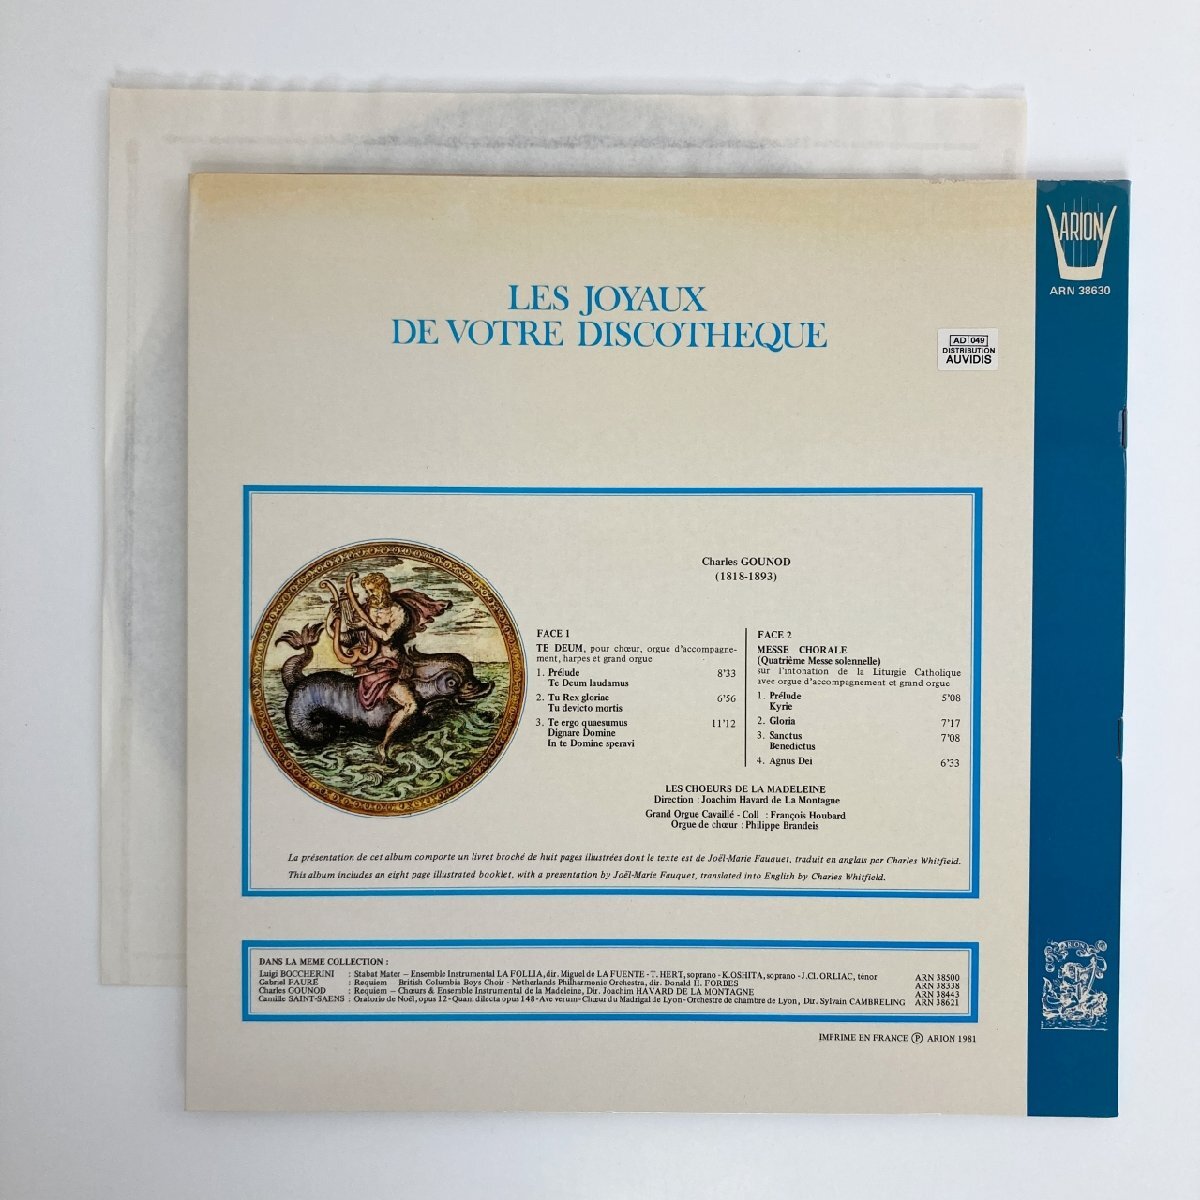 ARION
ARN 38630
LES JOYAUX
DE VOTRE DISCOTHEQUE
AD 049
DISTRIBUTION
AUVIDIS
Charles GOUNOD
(1818-1893)
FACE 1
TE DEUM, pour chœur, orgue d'accompagne-
ment, harpes et grand orgue
1. Prélude 8'33
Te Deum laudamus
2. Tu Rex gloriae 6'56
Tu devicto mortis
3. Te ergo quaesumus 11'12
Dignare Domine
In te Domine speravi
FACE 2
MESSE CHORALE
(Quatrième Messe solennelle)
sur l'intonation de la Liturgie Catholique
avec orgue d'accompagnement et grand orgue
1. Prélude 5'08
Kyrie
2. Gloria 7'17
3. Sanctus 7'08
Benedictus
4. Agnus Dei 6'33
LES CHOEURS DE LA MADELEINE
Direction : Joachim Havard de La Montagne
Grand Orgue Cavaillé - Coll : François Houbard
Orgue de chœur : Philippe Brandeis
La présentation de cet album comporte un livret broché de huit pages illustrées dont le texte est de Joël-Marie Fauquet, traduit en anglais par Charles Whitfield.
This album includes an eight page illustrated booklet, with a presentation by Joël-Marie Fauquet, translated into English by Charles Whitfield.
DANS LA MEME COLLECTION :
Luigi BOCCHERINI : Stabat Mater – Ensemble Instrumental LA FOLLIA, dir. Miguel de LA FUENTE - T. HERT, soprano - K.OSHITA, soprano - J.CL.ORLIAC, ténor ARN 38500
Gabriel FAURÉ : Requiem British Columbia Boys Choir - Netherlands Philharmonic Orchestra, dir. Donald E. FORBES ARN 38338
Charles GOUNOD : Requiem – Chœurs & Ensemble Instrumental de la Madeleine, Dir. Joachim HAVARD DE LA MONTAGNE ARN 38443
Camille SAINT-SAENS : Oratorio de Noël, opus 12 - Quam dilecta opus 148 - Ave verum - Chœur du Madrigal de Lyon - Orchestre de chambre de Lyon, Dir. Sylvain CAMBRELING ARN 38621
IMPRIME EN FRANCE Ⓟ ARION 1981
ARION